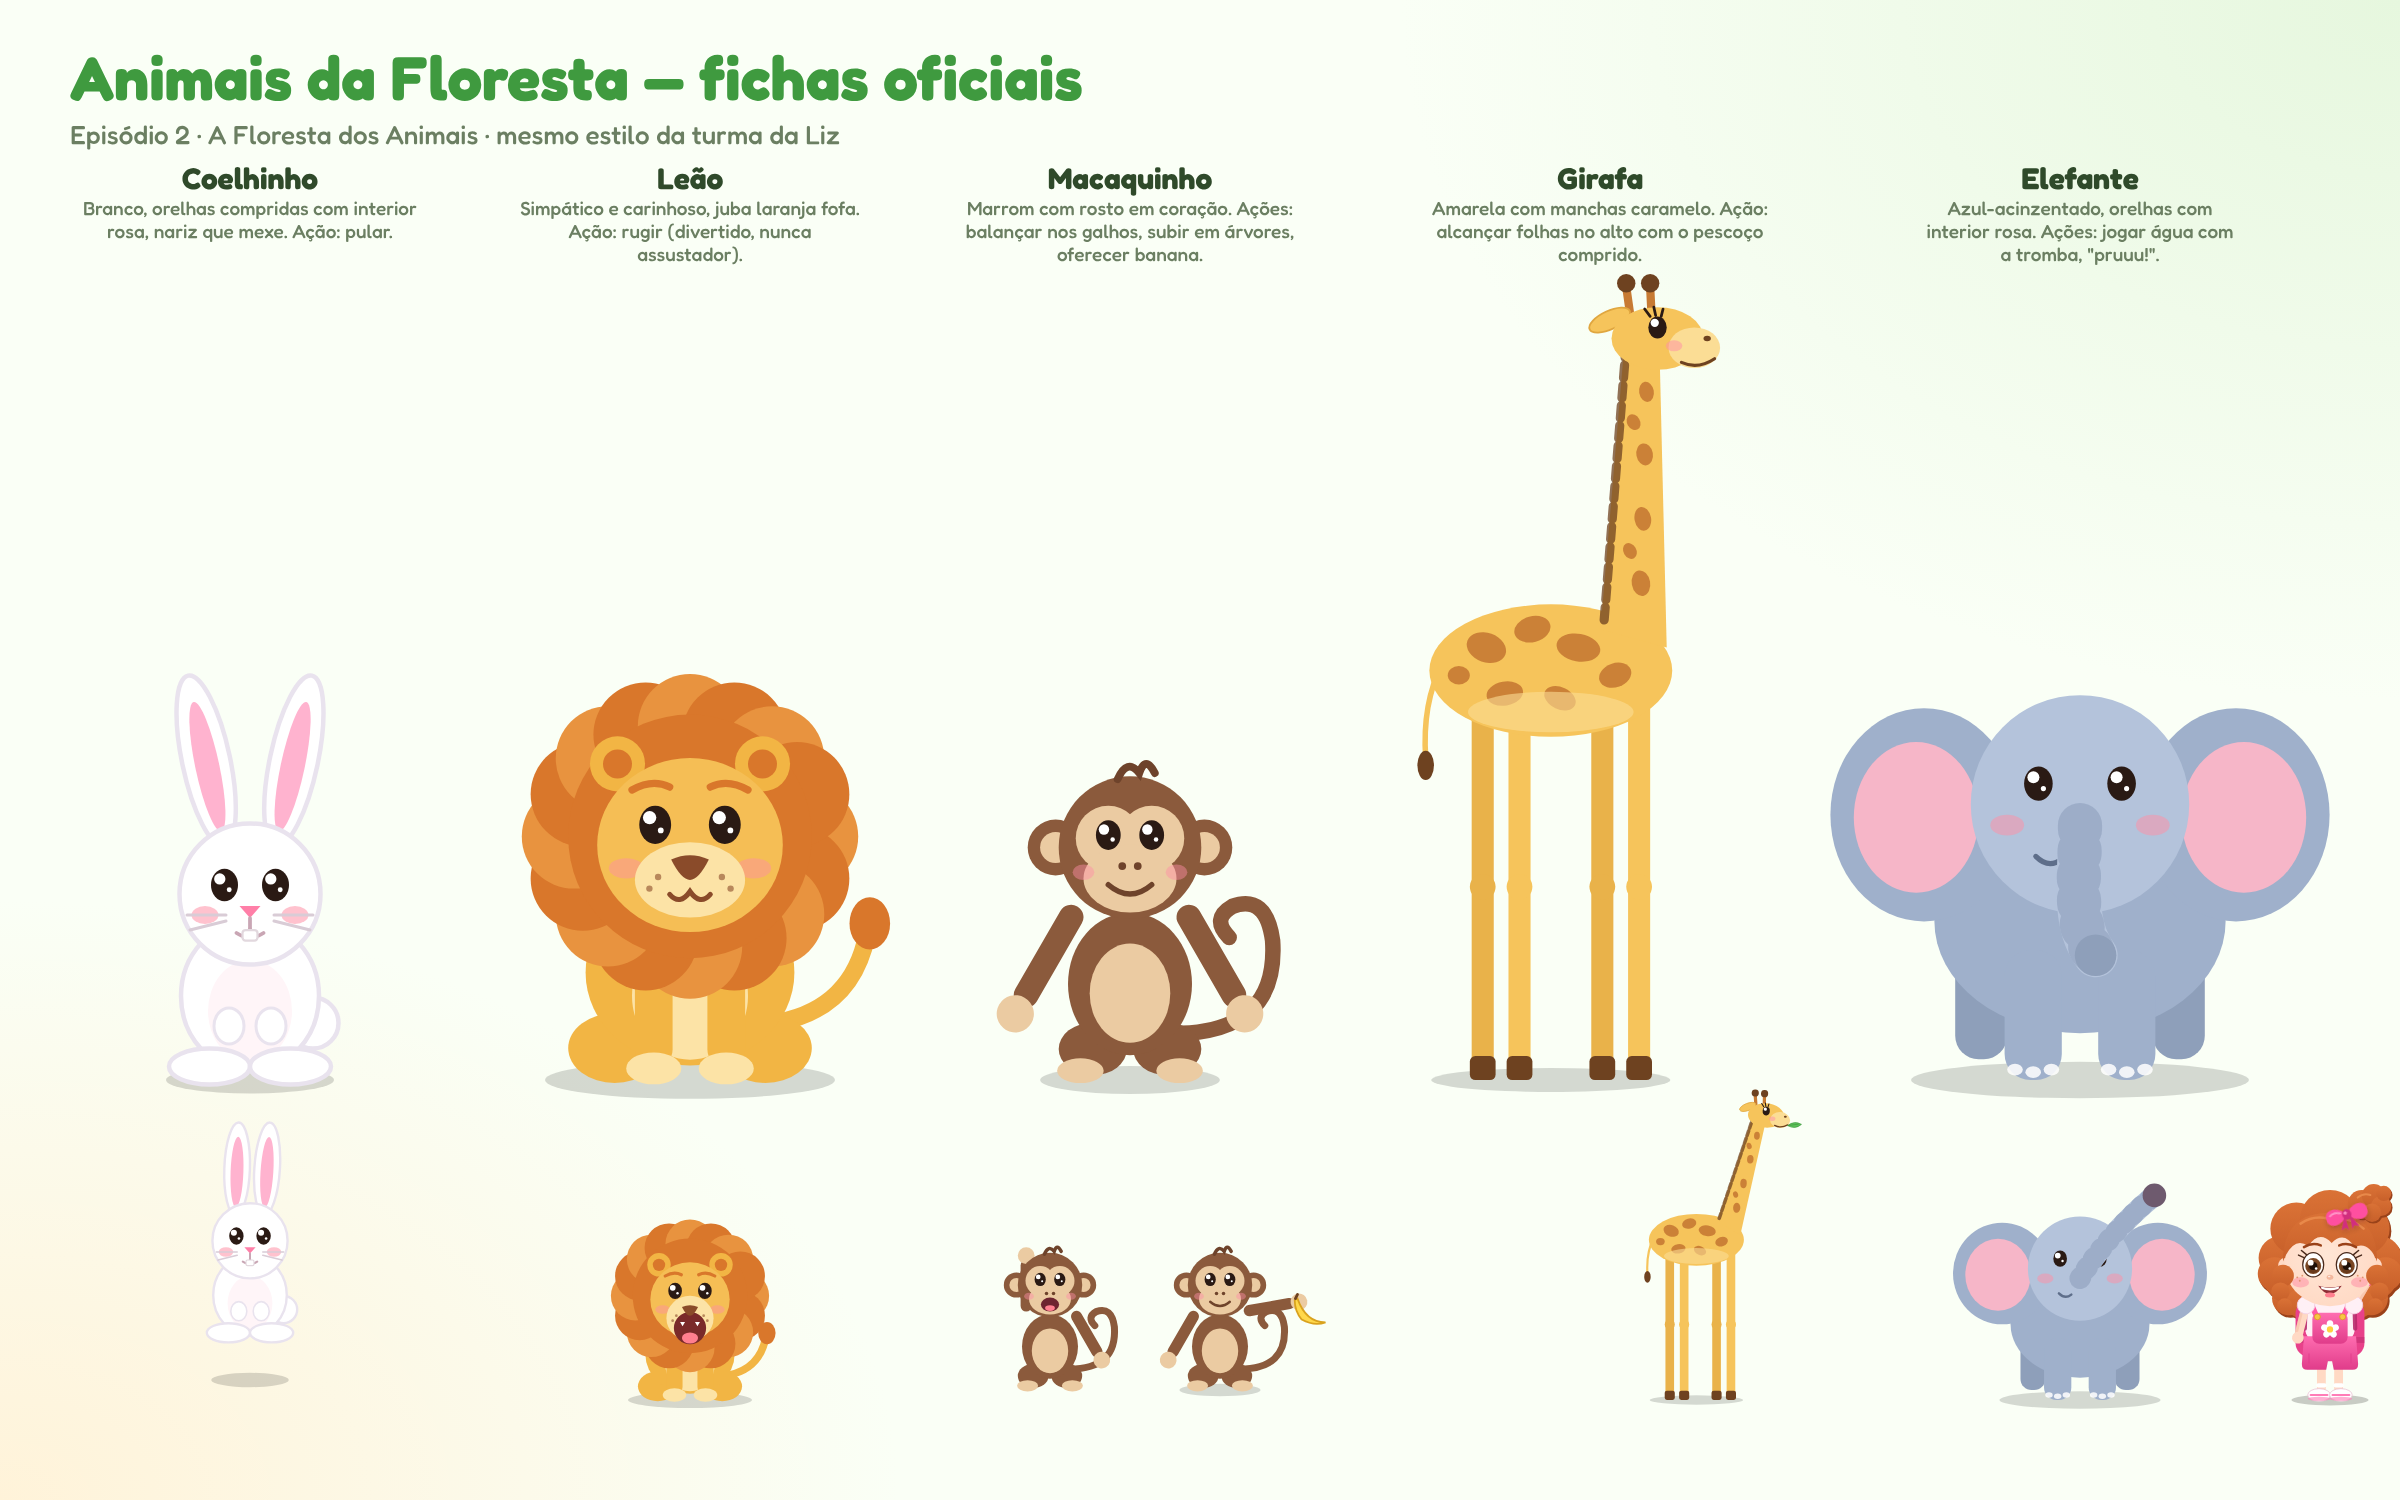 Animais da Floresta — fichas oficiais
Episódio 2 · A Floresta dos Animais · mesmo estilo da turma da Liz
Coelhinho
Branco, orelhas compridas com interior
rosa, nariz que mexe. Ação: pular.
Leão
Simpático e carinhoso, juba laranja fofa.
Ação: rugir (divertido, nunca
assustador).
Macaquinho
Marrom com rosto em coração. Ações:
balançar nos galhos, subir em árvores,
oferecer banana.
Girafa
Amarela com manchas caramelo. Ação:
alcançar folhas no alto com o pescoço
comprido.
Elefante
Azul-acinzentado, orelhas com
interior rosa. Ações: jogar água com
a tromba, "pruuu!".